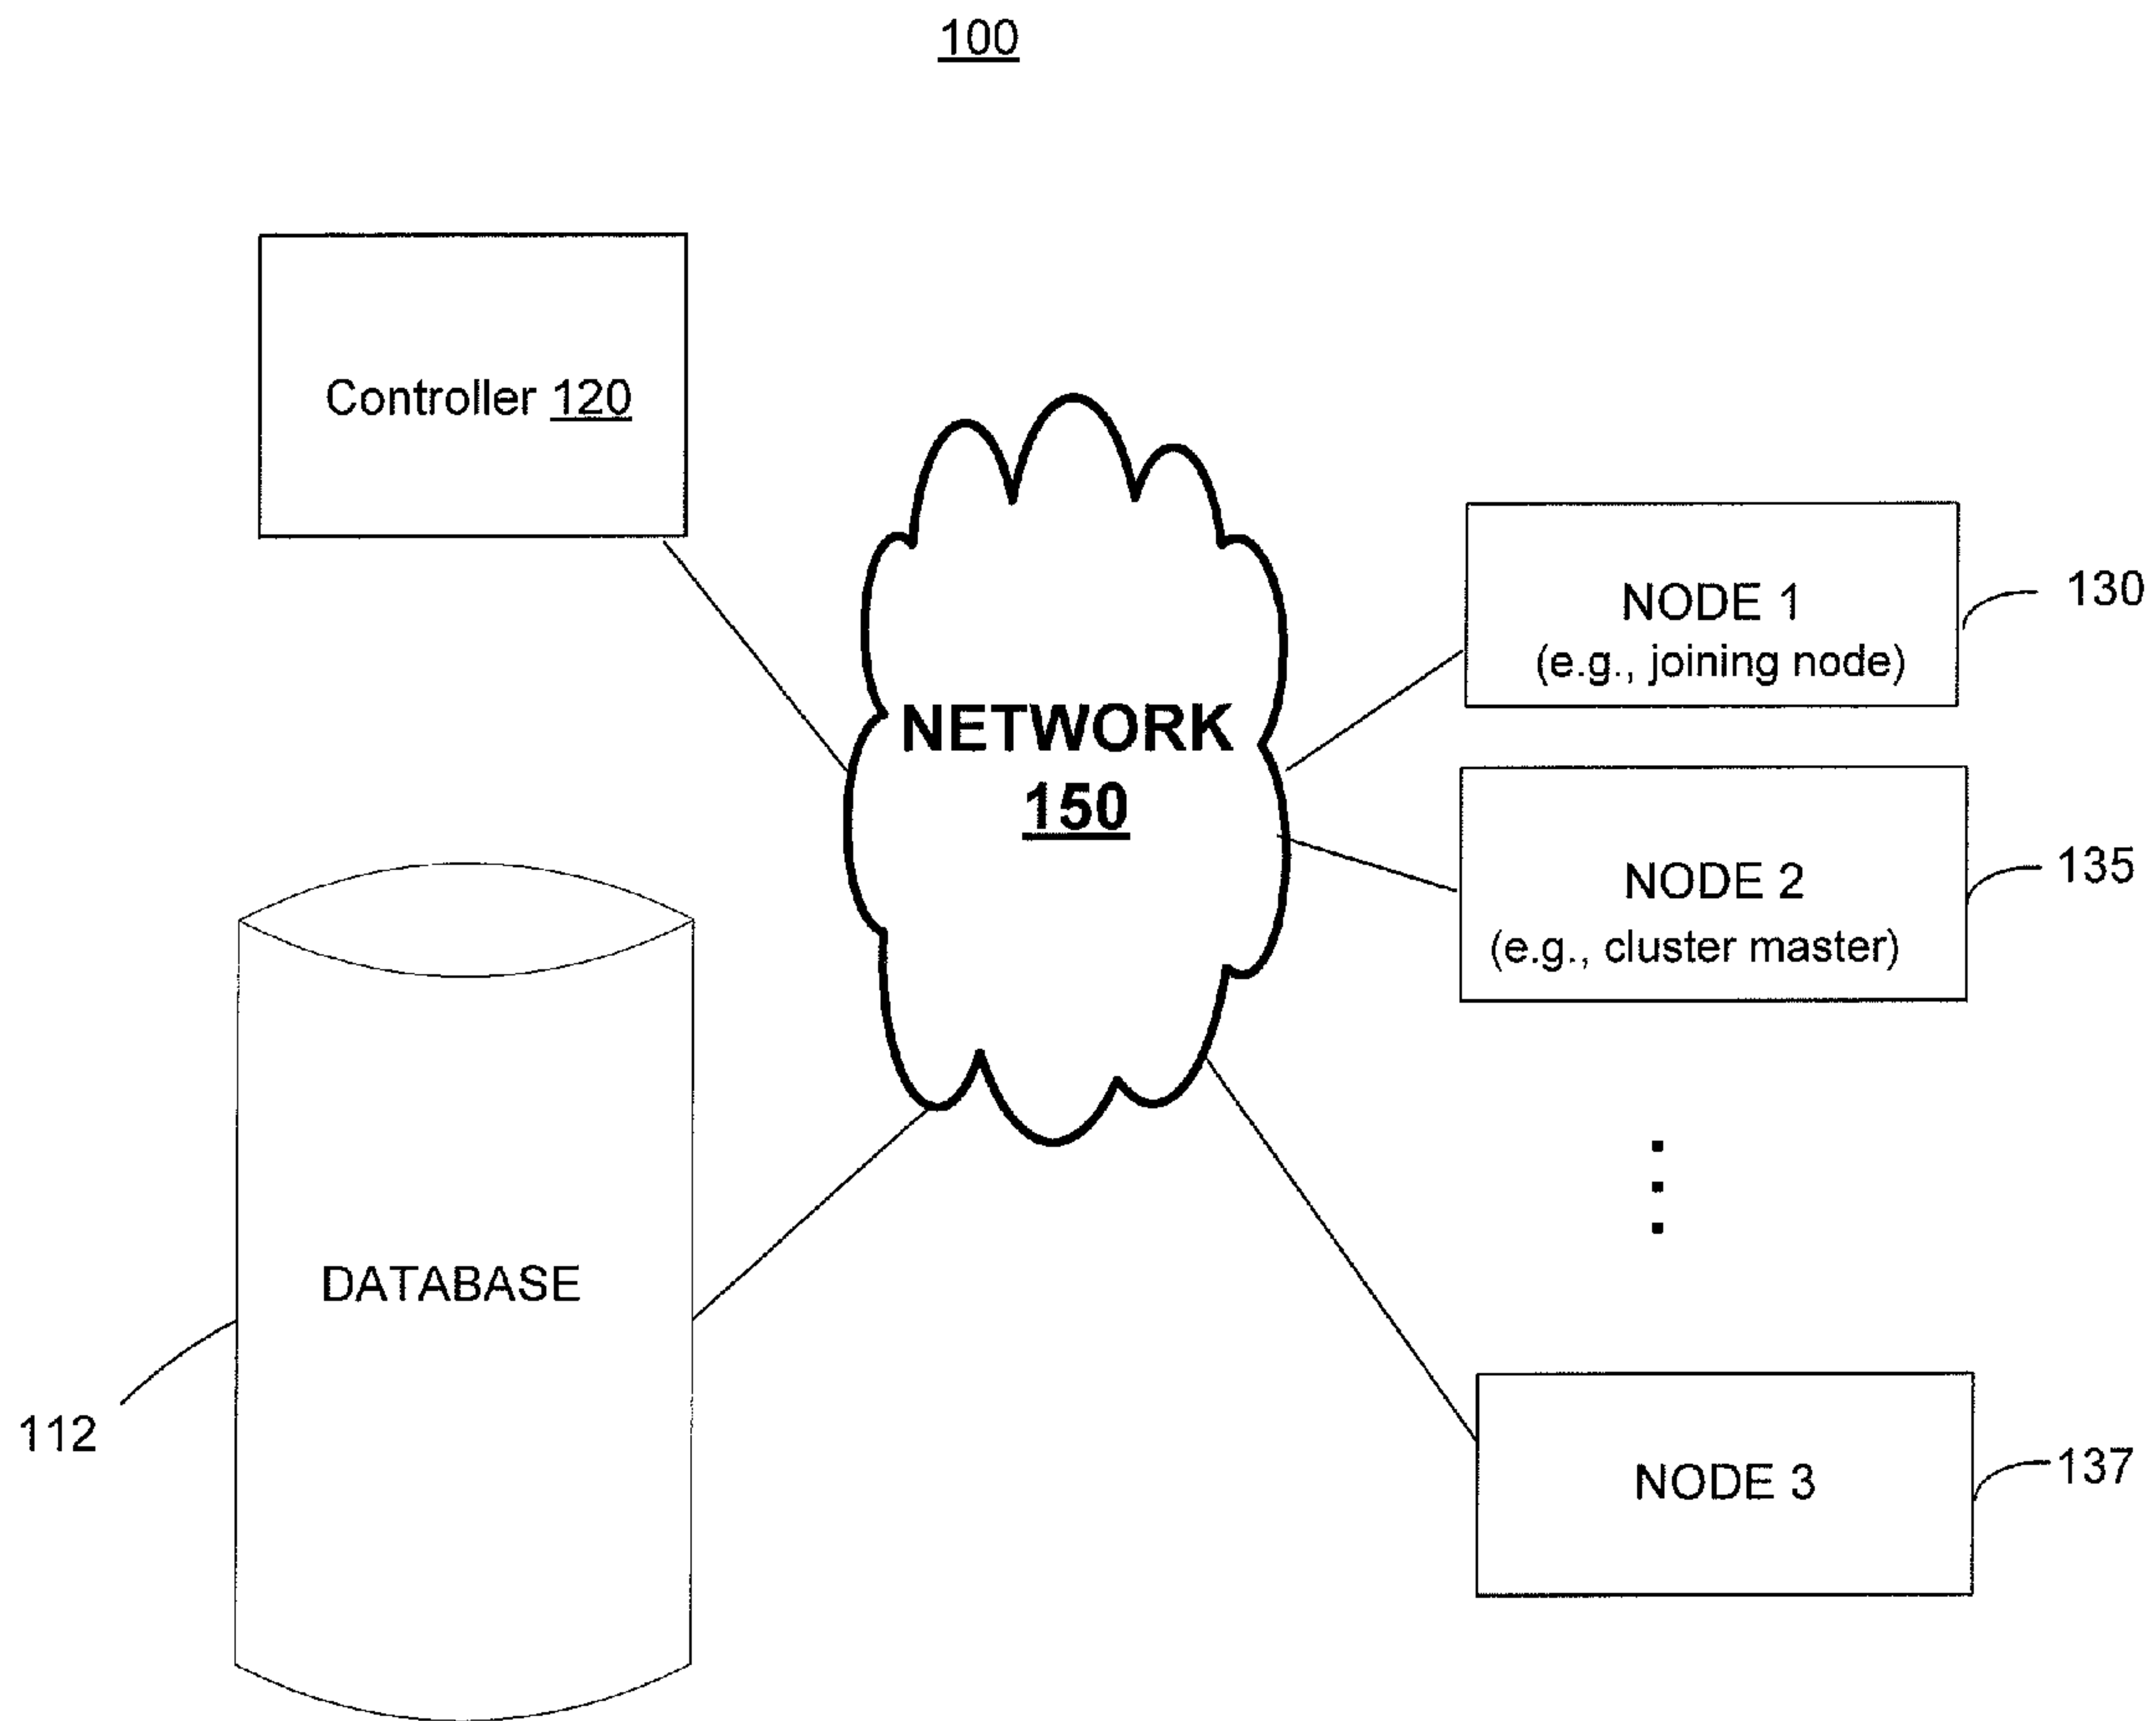 100
Controller 120
NETWORK
150
NODE 1
(e.g., joining node)
130
NODE 2
(e.g., cluster master)
135
DATABASE
112
NODE 3
137